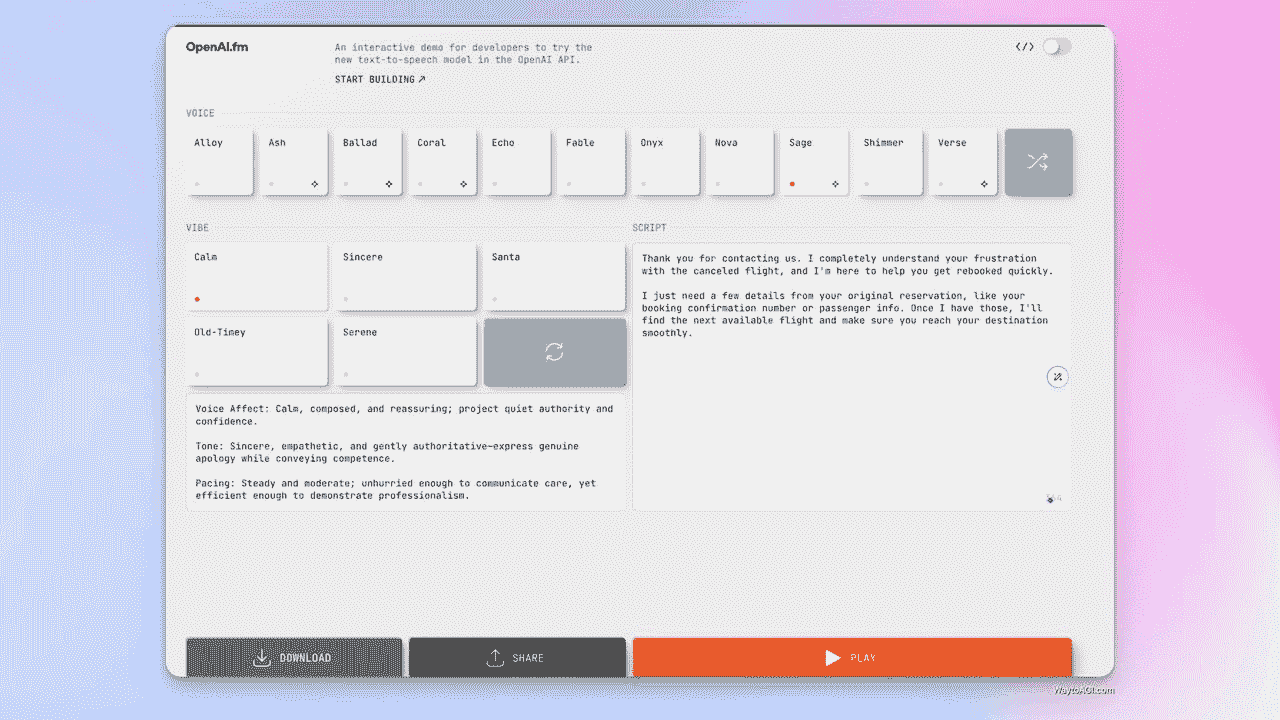 OpenAI.fm
An interactive demo for developers to try the
new text-to-speech model in the OpenAI API.
START BUILDING↗
</>
VOICE
Alloy
Ash
Ballad
Coral
Echo
Fable
Onyx
Nova
Sage
Shimmer
Verse
VIBE
Calm
Sincere
Santa
Old-Timey
Serene
Voice Affect: Calm, composed, and reassuring; project quiet authority and
confidence.
Tone: Sincere, empathetic, and gently authoritative—express genuine
apology while conveying competence.
Pacing: Steady and moderate; unhurried enough to communicate care, yet
efficient enough to demonstrate professionalism.
SCRIPT
Thank you for contacting us. I completely understand your frustration
with the canceled flight, and I'm here to help you get rebooked quickly.
I just need a few details from your original reservation, like your
booking confirmation number or passenger info. Once I have those, I'll
find the next available flight and make sure you reach your destination
smoothly.
DOWNLOAD
SHARE
PLAY
WaytoAGI.com